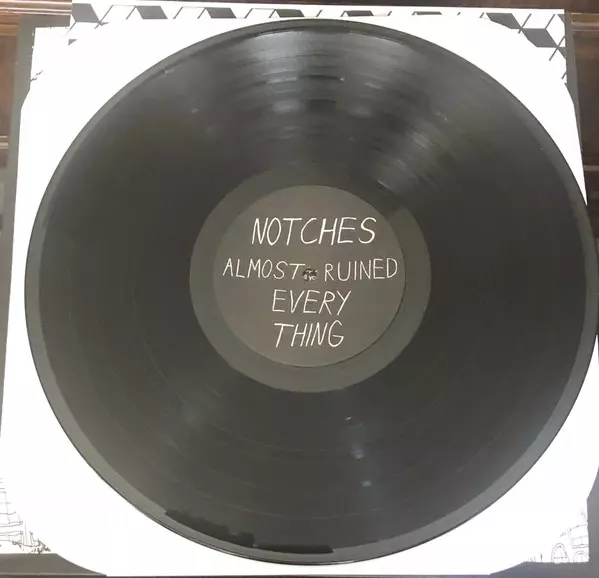 NOTCHES
ALMOST RUINED
EVERY
THING